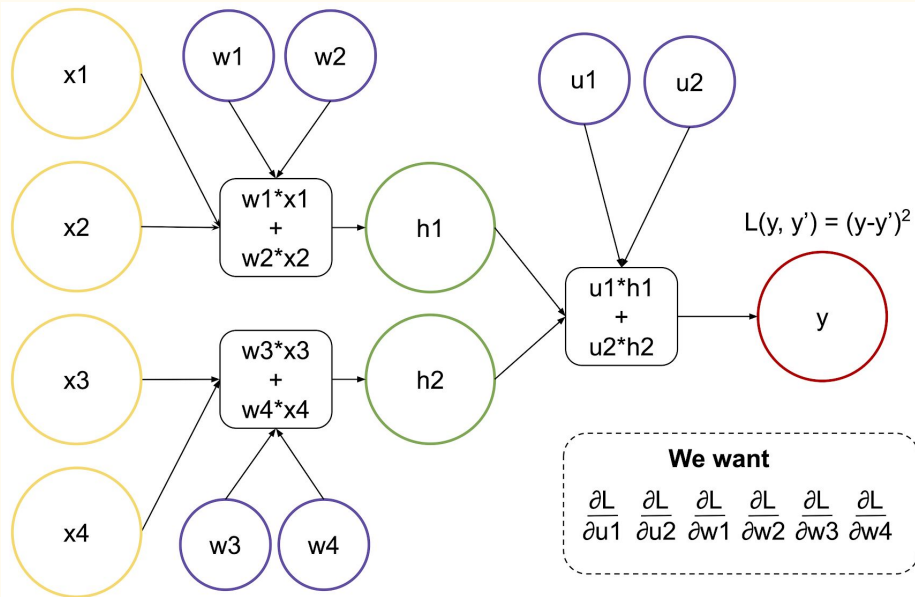 x1
w1
w2
u1
u2
x2
w1*x1
+
w2*x2
h1
L(y, y’) = (y-y’)²
u1*h1
+
u2*h2
y
x3
w3*x3
+
w4*x4
h2
x4
w3
w4
We want
∂L ∂L ∂L ∂L ∂L ∂L
∂u1 ∂u2 ∂w1 ∂w2 ∂w3 ∂w4